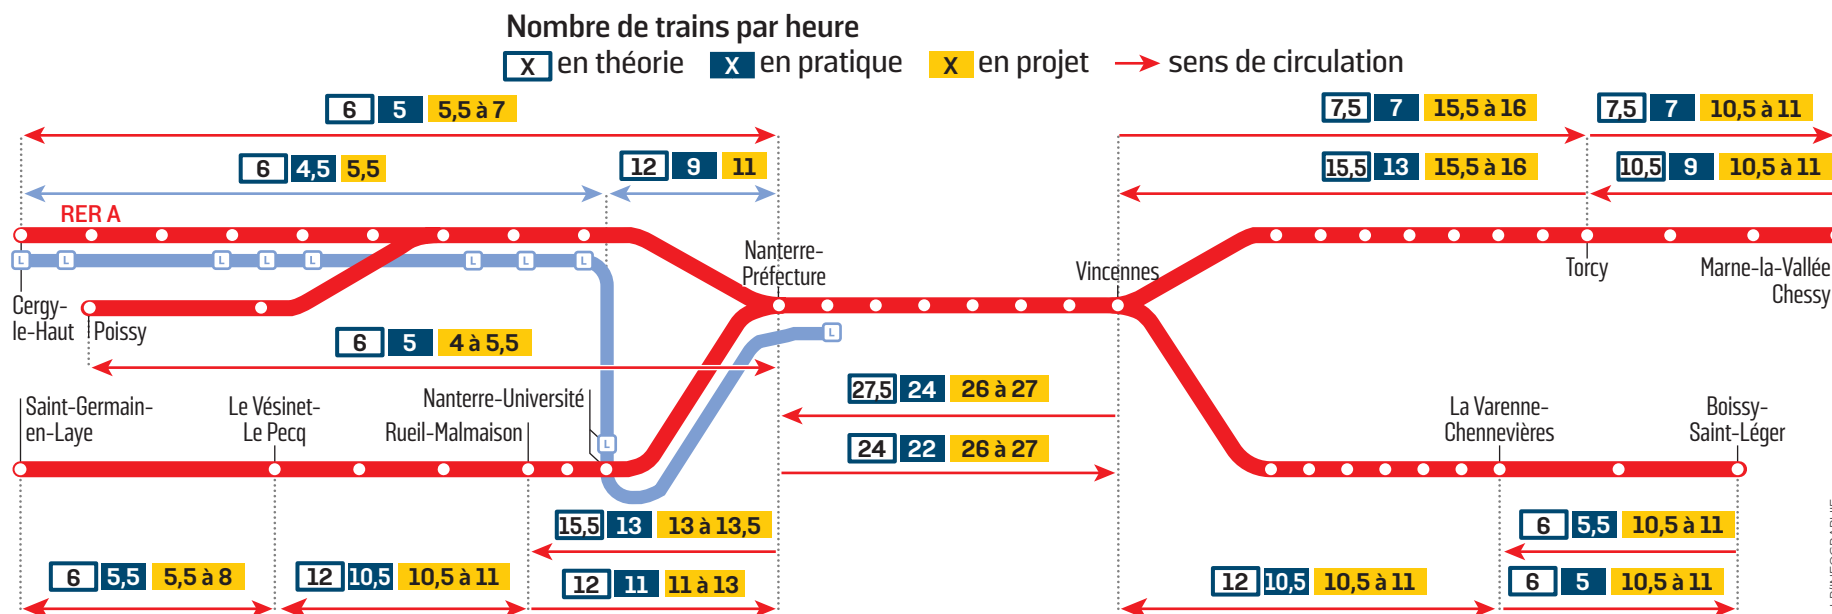 Nombre de trains par heure
X en théorie X en pratique X en projet sens de circulation
6 5 5,5 à 7
7,5 7 15,5 à 16
7,5 7 10,5 à 11
6 4,5 5,5
12 9 11
15,5 13 15,5 à 16
10,5 9 10,5 à 11
RER A
L L L L L L L L
Cergy-
le-Haut
Poissy
Nanterre-
Préfecture
Vincennes
Torcy
Marne-la-Vallée
Chessy
L
6 5 4 à 5,5
Saint-Germain-
en-Laye
Le Vésinet-
Le Pecq
Nanterre-Université
Rueil-Malmaison
L
27,5 24 26 à 27
24 22 26 à 27
La Varenne-
Chennevières
Boissy-
Saint-Léger
15,5 13 13 à 13,5
6 5,5 10,5 à 11
6 5,5 5,5 à 8
12 10,5 10,5 à 11
12 11 11 à 13
12 10,5 10,5 à 11
6 5 10,5 à 11